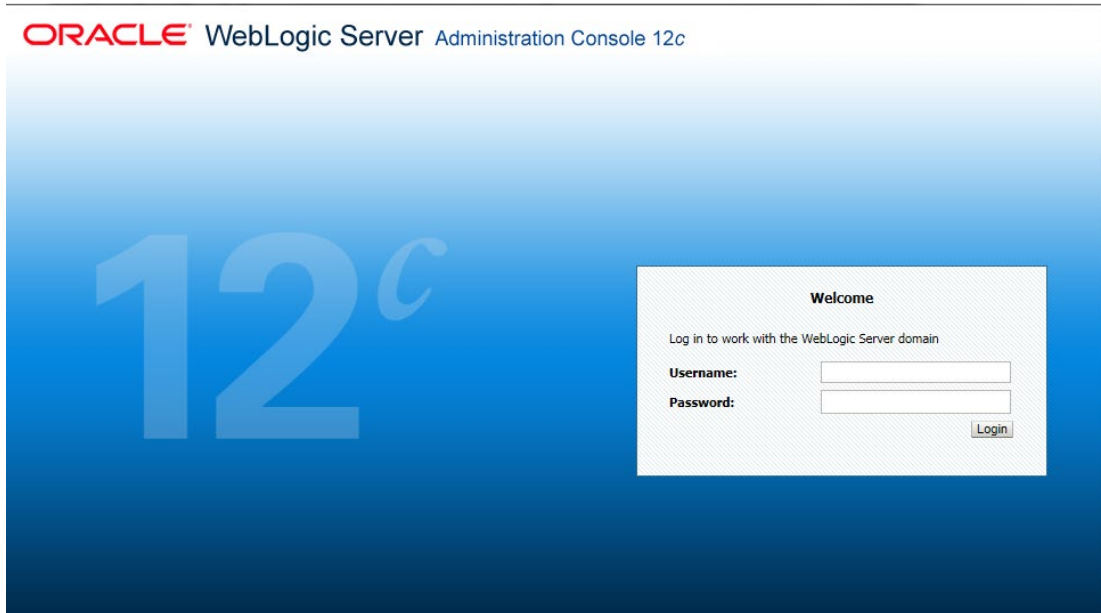 ORACLE WebLogic Server Administration Console 12c
12c
Welcome
Log in to work with the WebLogic Server domain
Username:
Password:
Login